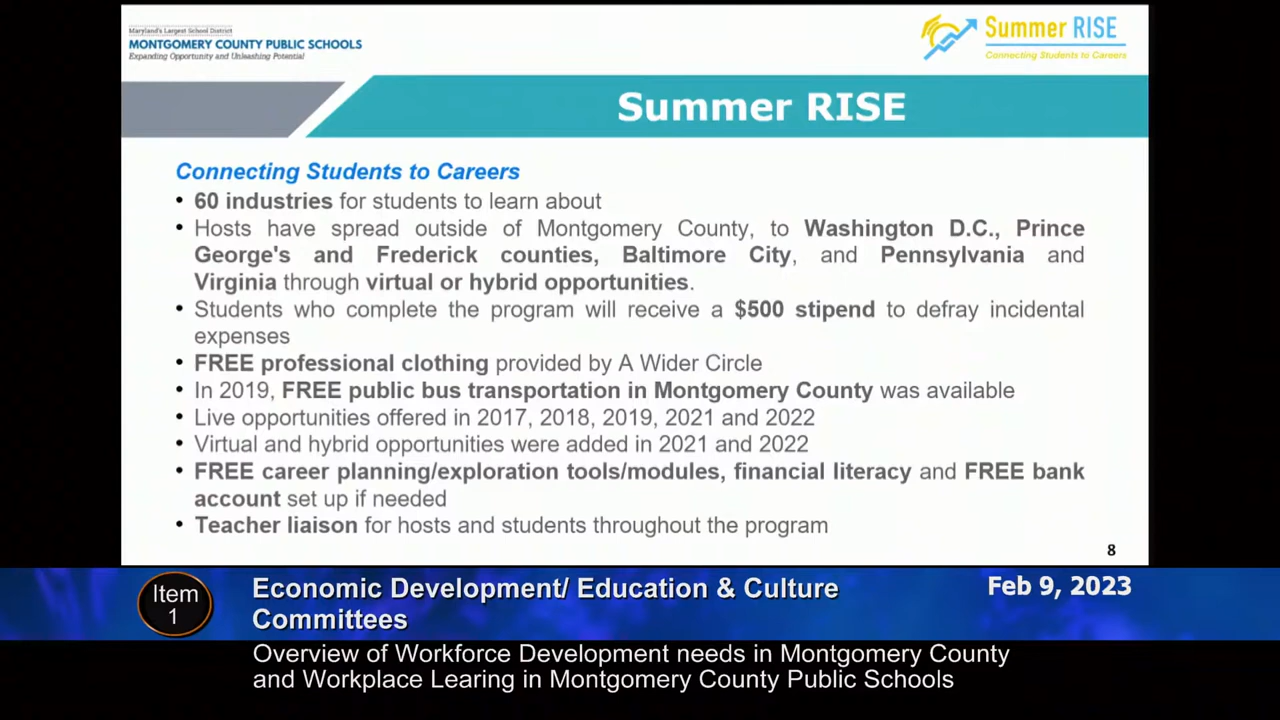 Maryland's Largest School District
MONTGOMERY COUNTY PUBLIC SCHOOLS
Expanding Opportunity and Unleashing Potential
Summer RISE
Connecting Students to Careers
Summer RISE
Connecting Students to Careers
• 60 industries for students to learn about
• Hosts have spread outside of Montgomery County, to Washington D.C., Prince
George's and Frederick counties, Baltimore City, and Pennsylvania and
Virginia through virtual or hybrid opportunities.
• Students who complete the program will receive a $500 stipend to defray incidental
expenses
• FREE professional clothing provided by A Wider Circle
• In 2019, FREE public bus transportation in Montgomery County was available
• Live opportunities offered in 2017, 2018, 2019, 2021 and 2022
• Virtual and hybrid opportunities were added in 2021 and 2022
• FREE career planning/exploration tools/modules, financial literacy and FREE bank
account set up if needed
• Teacher liaison for hosts and students throughout the program
8
Item
1
Economic Development/ Education & Culture
Committees
Feb 9, 2023
Overview of Workforce Development needs in Montgomery County
and Workplace Learing in Montgomery County Public Schools